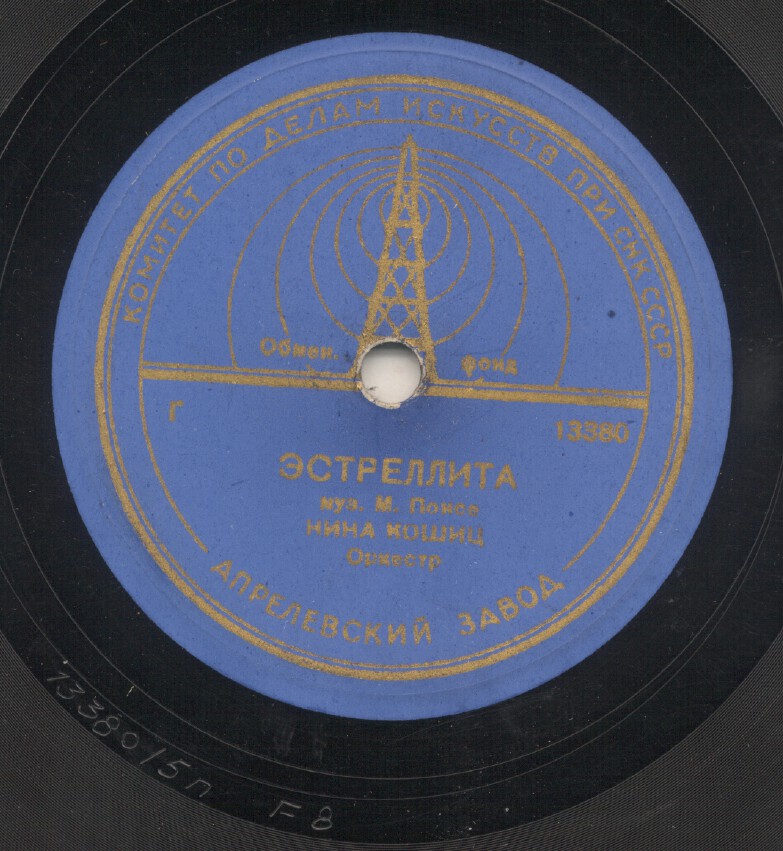 КОМИТЕТ ПО ДЕЛАМ ИСКУССТВ ПРИ СНК СССР
Обмен. фонд
Г 13380
ЭСТРЕЛЛИТА
муз. М. Понсе
НИНА КОШИЦ
Оркестр
АПРЕЛЕВСКИЙ ЗАВОД
13380/5п F8